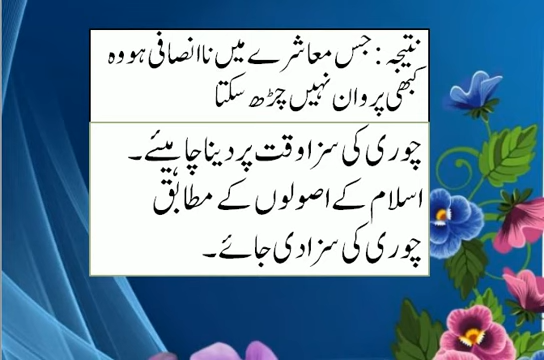 نتیجہ : جس معاشرے میں ناانصافی ہو وہ
کبھی پروان نہیں چڑھ سکتا
چوری کی سزا وقت پر دینا چاہیئے۔
اسلام کے اصولوں کے مطابق
چوری کی سزا دی جائے۔